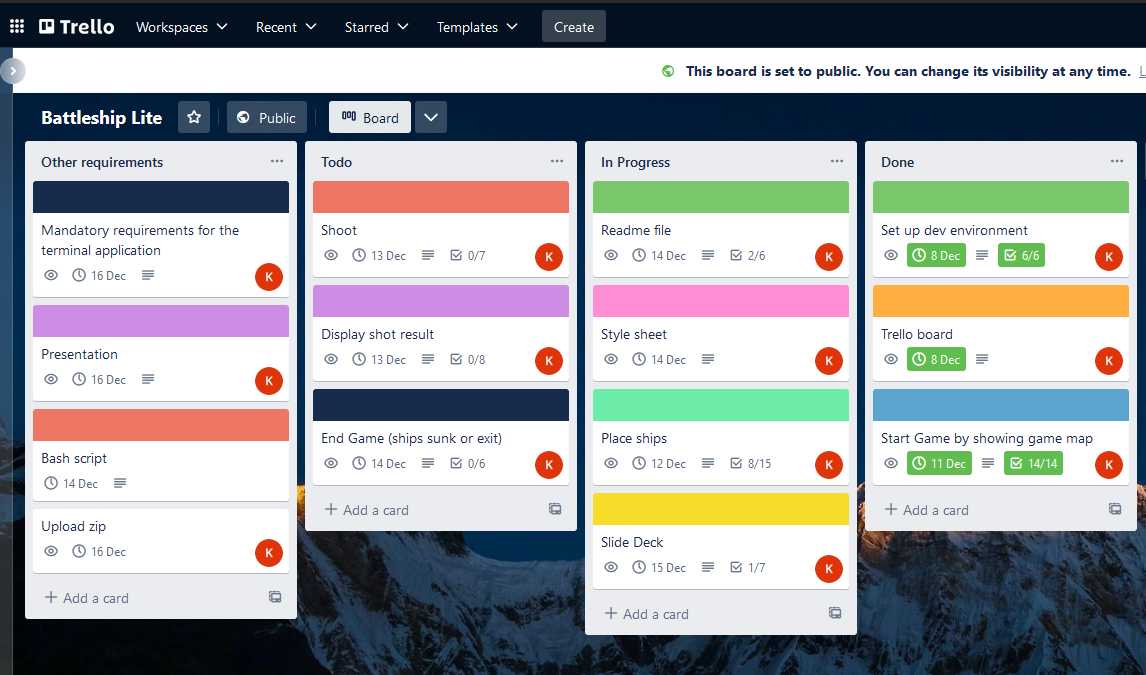 Trello Workspaces Recent Starred Templates Create
This board is set to public. You can change its visibility at any time.
Battleship Lite Public Board
Other requirements
Mandatory requirements for the
terminal application
16 Dec
K
Presentation
16 Dec
K
Bash script
14 Dec
Upload zip
16 Dec
K
+ Add a card
Todo
Shoot
13 Dec 0/7
K
Display shot result
13 Dec 0/8
K
End Game (ships sunk or exit)
14 Dec 0/6
K
+ Add a card
In Progress
Readme file
14 Dec 2/6
K
Style sheet
14 Dec
K
Place ships
12 Dec 8/15
K
Slide Deck
15 Dec 1/7
K
+ Add a card
Done
Set up dev environment
8 Dec 6/6
K
Trello board
8 Dec
K
Start Game by showing game map
11 Dec 14/14
K
+ Add a card